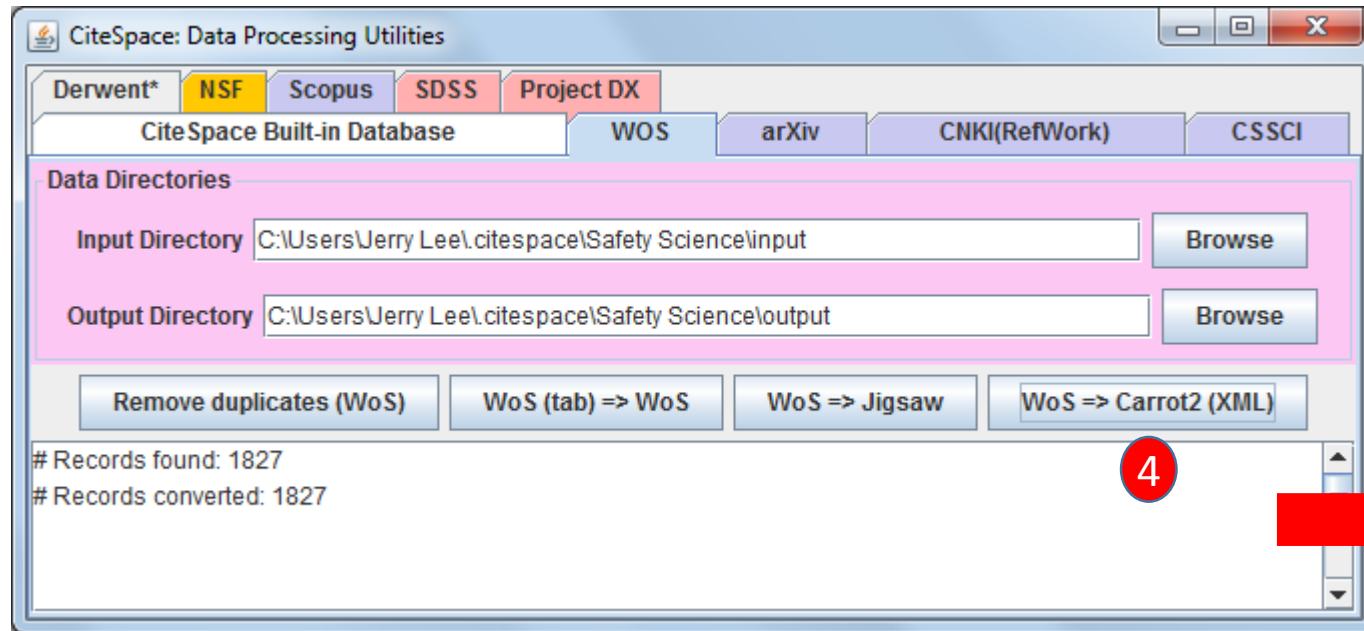 CiteSpace: Data Processing Utilities
Derwent* NSF Scopus SDSS Project DX
CiteSpace Built-in Database WOS arXiv CNKI(RefWork) CSSCI
Data Directories
Input Directory C:\Users\Jerry Lee\.citespace\Safety Science\input Browse
Output Directory C:\Users\Jerry Lee\.citespace\Safety Science\output Browse
Remove duplicates (WoS) WoS (tab) => WoS WoS => Jigsaw WoS => Carrot2 (XML)
# Records found: 1827
4
# Records converted: 1827